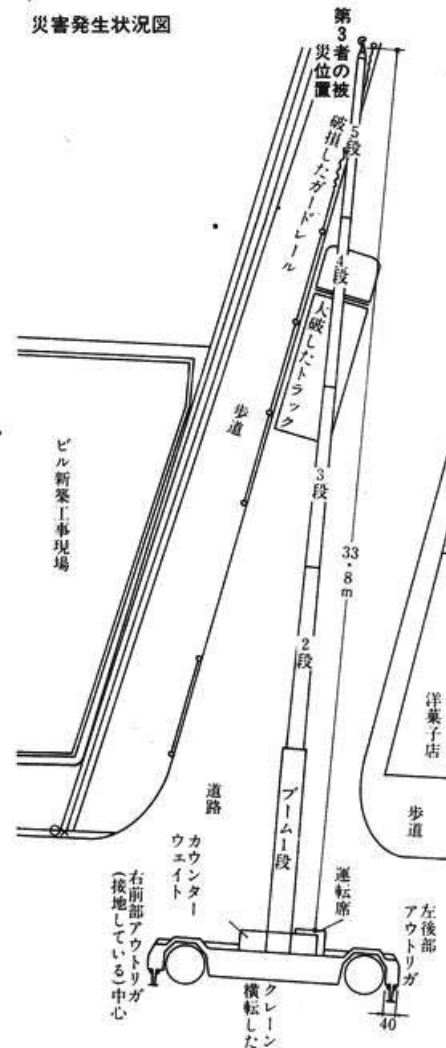 災害発生状況図
第3者の被
災位置
5段
破損したガードレール
4段
大破したトラック
歩道
3段
ビル新築工事現場
33・8m
2段
洋菓子店
道路
ブーム1段
歩道
カウンター
ウエイト
運転席
右前部アウトリガ
(接地している)中心
左後部
アウトリガ
横転した
クレーン
40